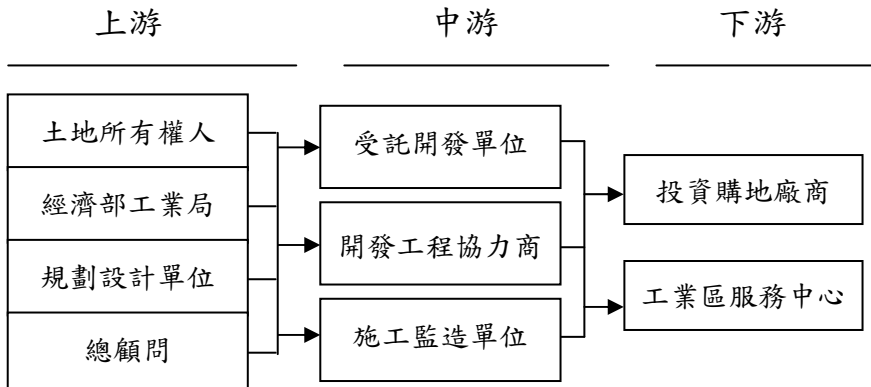 上游
中游
下游
土地所有權人
經濟部工業局
規劃設計單位
總顧問
受託開發單位
開發工程協力商
施工監造單位
投資購地廠商
工業區服務中心